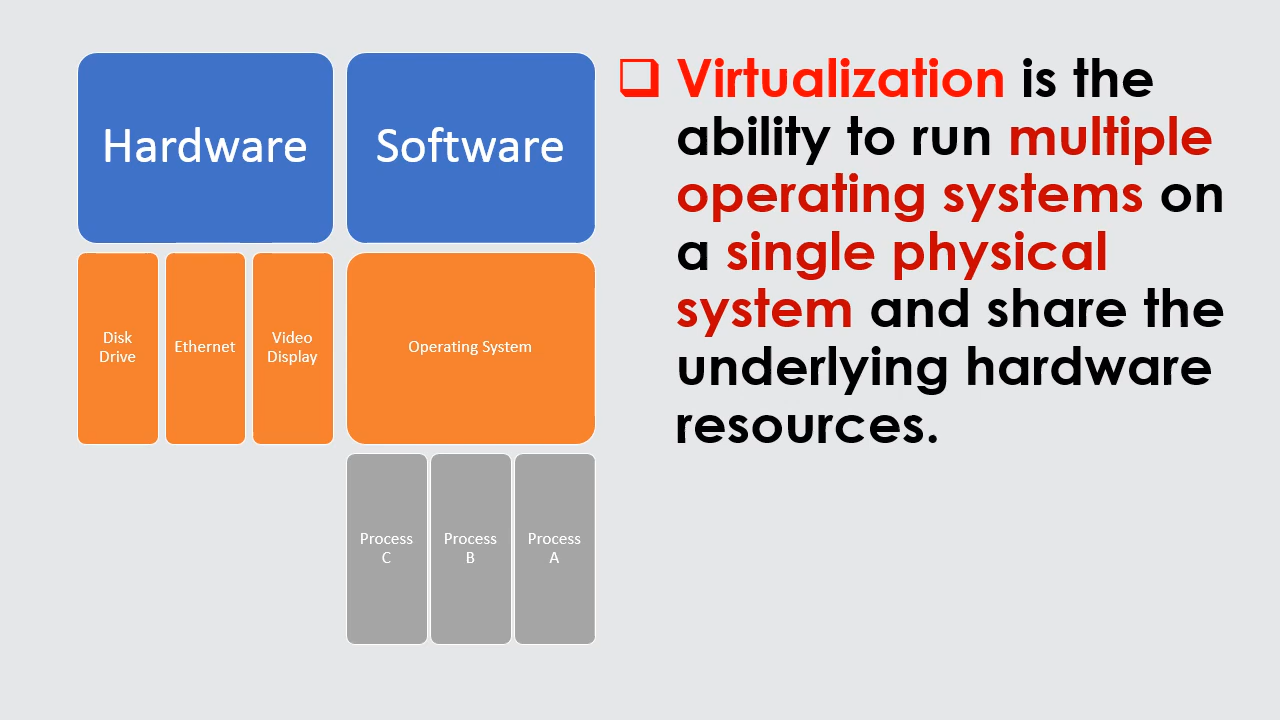 Hardware
Software
Disk
Drive
Ethernet
Video
Display
Operating System
Process
C
Process
B
Process
A
❑ Virtualization is the
ability to run multiple
operating systems on
a single physical
system and share the
underlying hardware
resources.